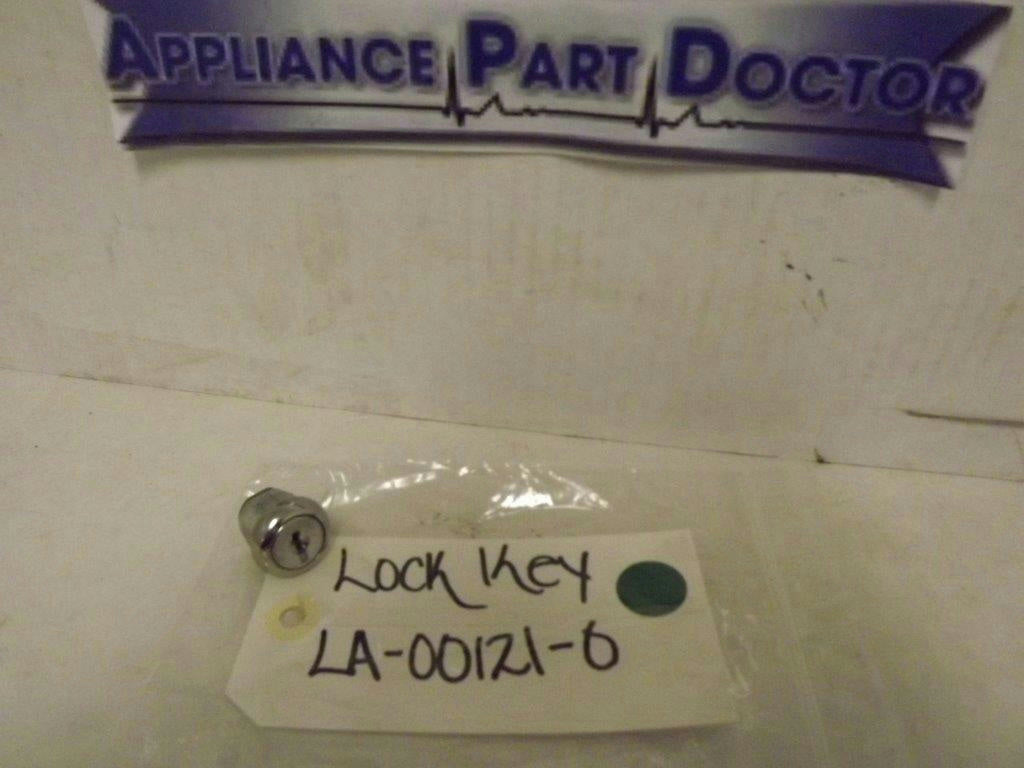 APPLIANCE PART DOCTOR
Lock Key
LA-00121-0